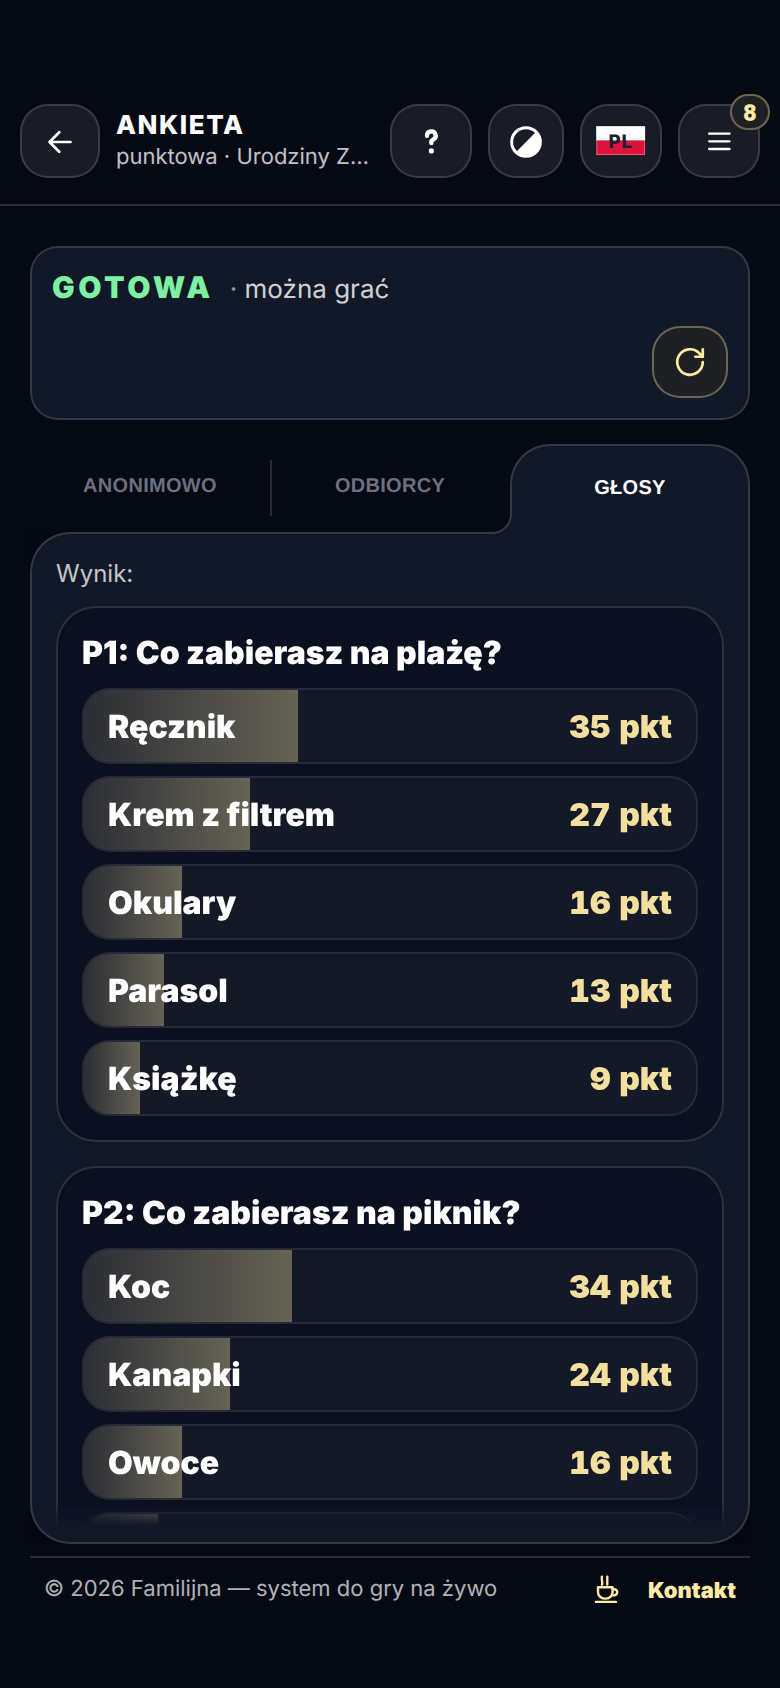 ANKIETA
punktowa · Urodziny Z...
?
PL
8
GOTOWA · można grać
ANONIMOWO
ODBIORCY
GŁOSY
Wynik:
P1: Co zabierasz na plażę?
Ręcznik 35 pkt
Krem z filtrem 27 pkt
Okulary 16 pkt
Parasol 13 pkt
Książkę 9 pkt
P2: Co zabierasz na piknik?
Koc 34 pkt
Kanapki 24 pkt
Owoce 16 pkt
© 2026 Familijna — system do gry na żywo
Kontakt